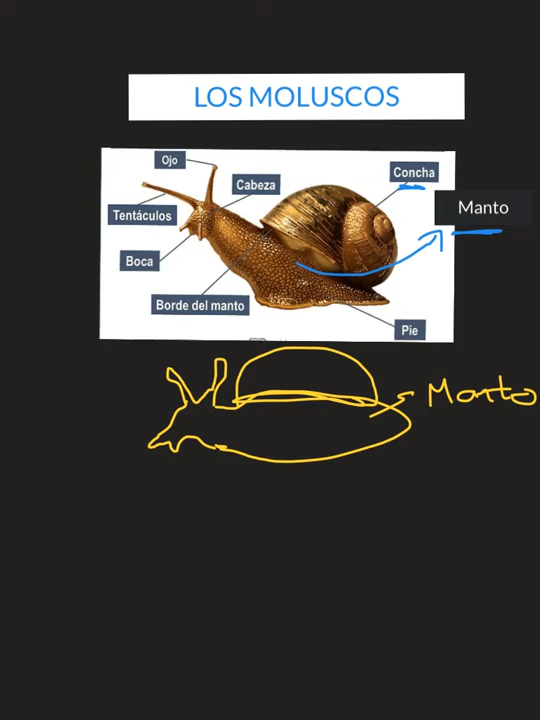 LOS MOLUSCOS
Ojo
Cabeza
Concha
Tentáculos
Manto
Boca
Borde del manto
Pie
Manto